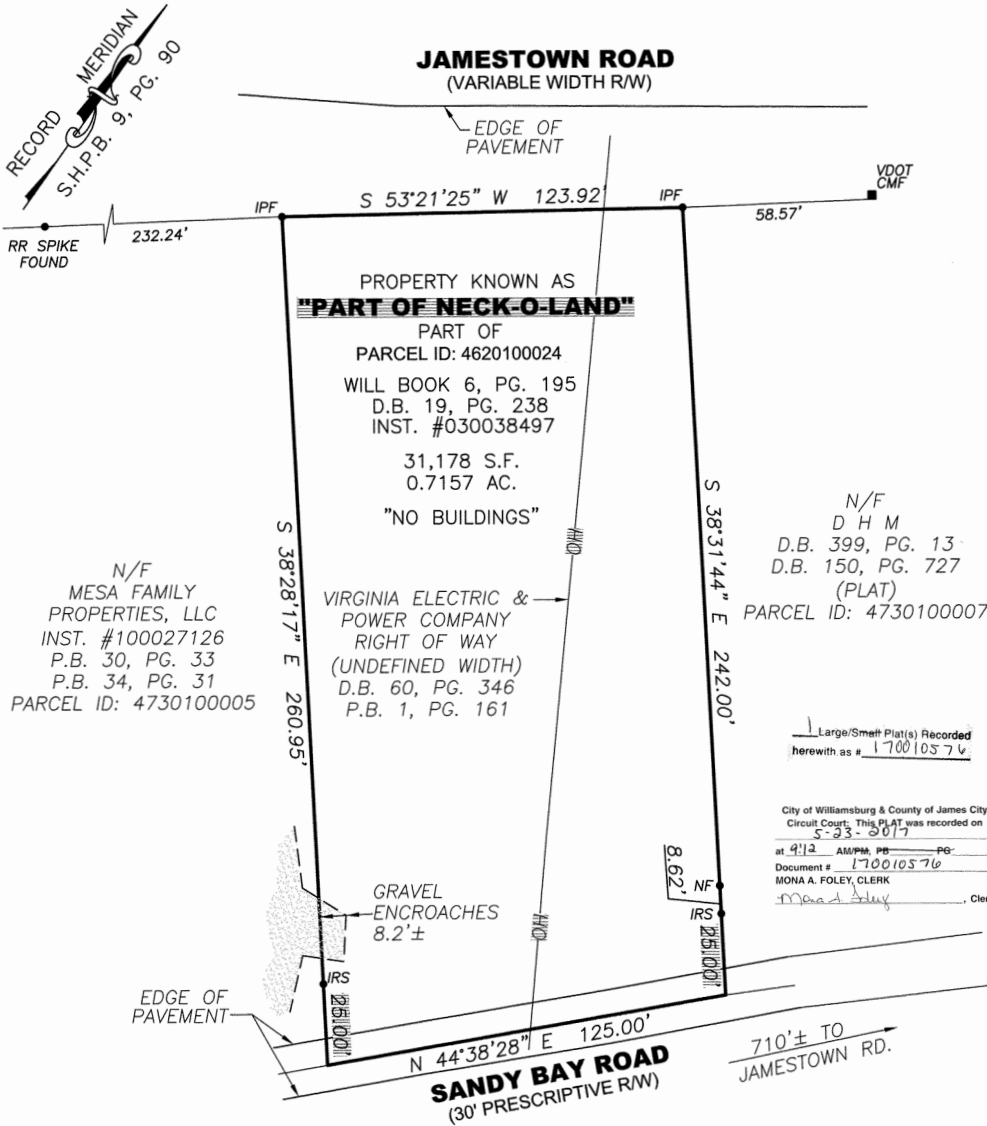 RECORD MERIDIAN
S.H.P.B. 9, PG. 90
JAMESTOWN ROAD
(VARIABLE WIDTH R/W)
EDGE OF
PAVEMENT
VDOT
CMF
IPF
S 53°21'25" W 123.92'
IPF
58.57'
RR SPIKE
FOUND
232.24'
PROPERTY KNOWN AS
"PART OF NECK-O-LAND"
PART OF
PARCEL ID: 4620100024
WILL BOOK 6, PG. 195
D.B. 19, PG. 238
INST. #030038497
31,178 S.F.
0.7157 AC.
"NO BUILDINGS"
S 38°28'17" E 260.95'
S 38°31'44" E 242.00'
OHW
N/F
MESA FAMILY
PROPERTIES, LLC
INST. #100027126
P.B. 30, PG. 33
P.B. 34, PG. 31
PARCEL ID: 4730100005
VIRGINIA ELECTRIC &
POWER COMPANY
RIGHT OF WAY
(UNDEFINED WIDTH)
D.B. 60, PG. 346
P.B. 1, PG. 161
N/F
D H M
D.B. 399, PG. 13
D.B. 150, PG. 727
(PLAT)
PARCEL ID: 4730100007
1 Large/Small Plat(s) Recorded
herewith as # 170010576
City of Williamsburg & County of James City
Circuit Court: This PLAT was recorded on
5-23-2017
at 9:12 AM/PM, PB PG
Document # 170010576
MONA A. FOLEY, CLERK
Mona A. Foley, Cler
8.62'
NF
IRS
25.00'
GRAVEL
ENCROACHES
8.2'±
OHW
IRS
25.00'
EDGE OF
PAVEMENT
N 44°38'28" E 125.00'
SANDY BAY ROAD
(30' PRESCRIPTIVE R/W)
710'± TO
JAMESTOWN RD.